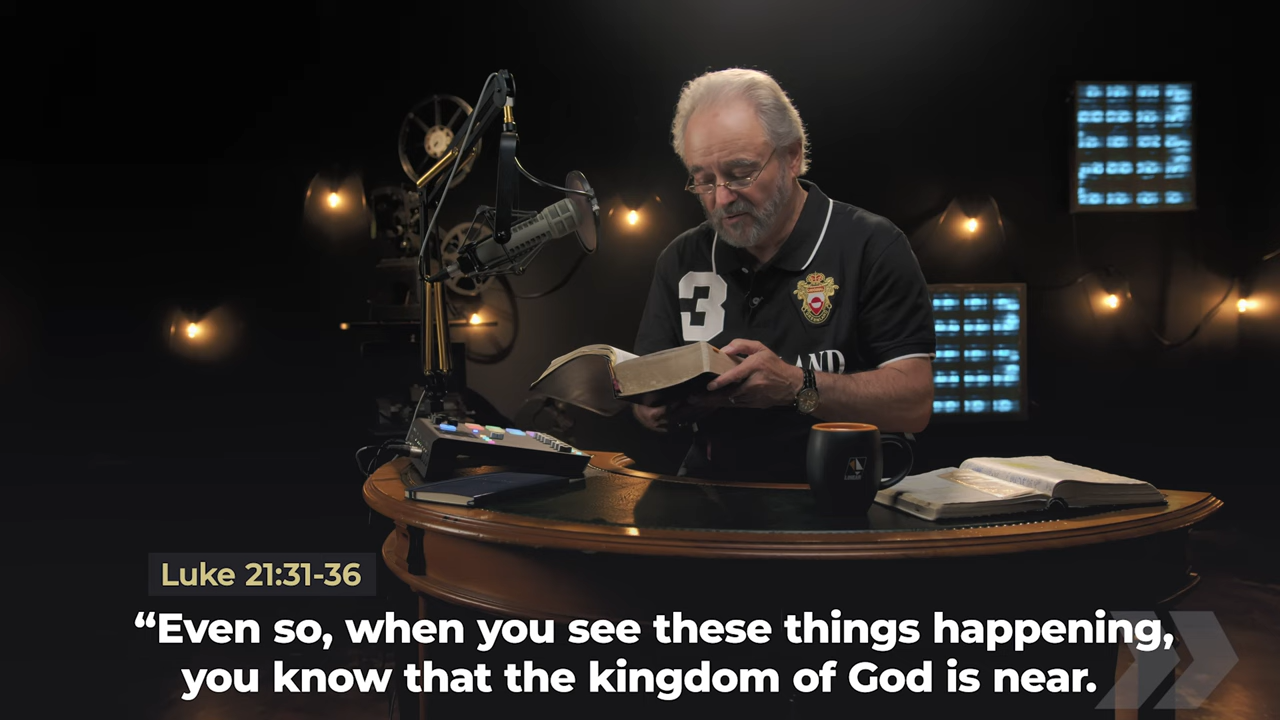 3
AND
Luke 21:31-36
“Even so, when you see these things happening,
you know that the kingdom of God is near.